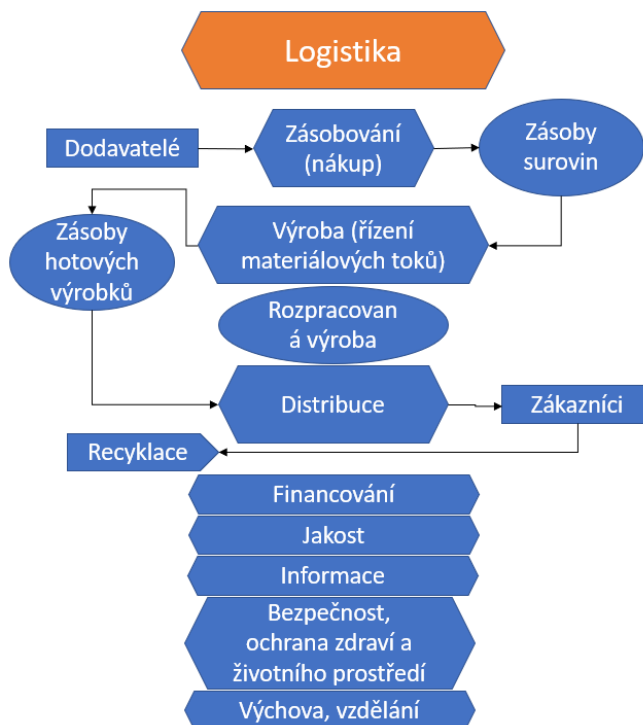 Logistika
Dodavatelé
Zásobování
(nákup)
Zásoby
surovin
Zásoby
hotových
výrobků
Výroba (řízení
materiálových toků)
Rozpracovan
á výroba
Distribuce
Zákazníci
Recyklace
Financování
Jakost
Informace
Bezpečnost,
ochrana zdraví a
životního prostředí
Výchova, vzdělání